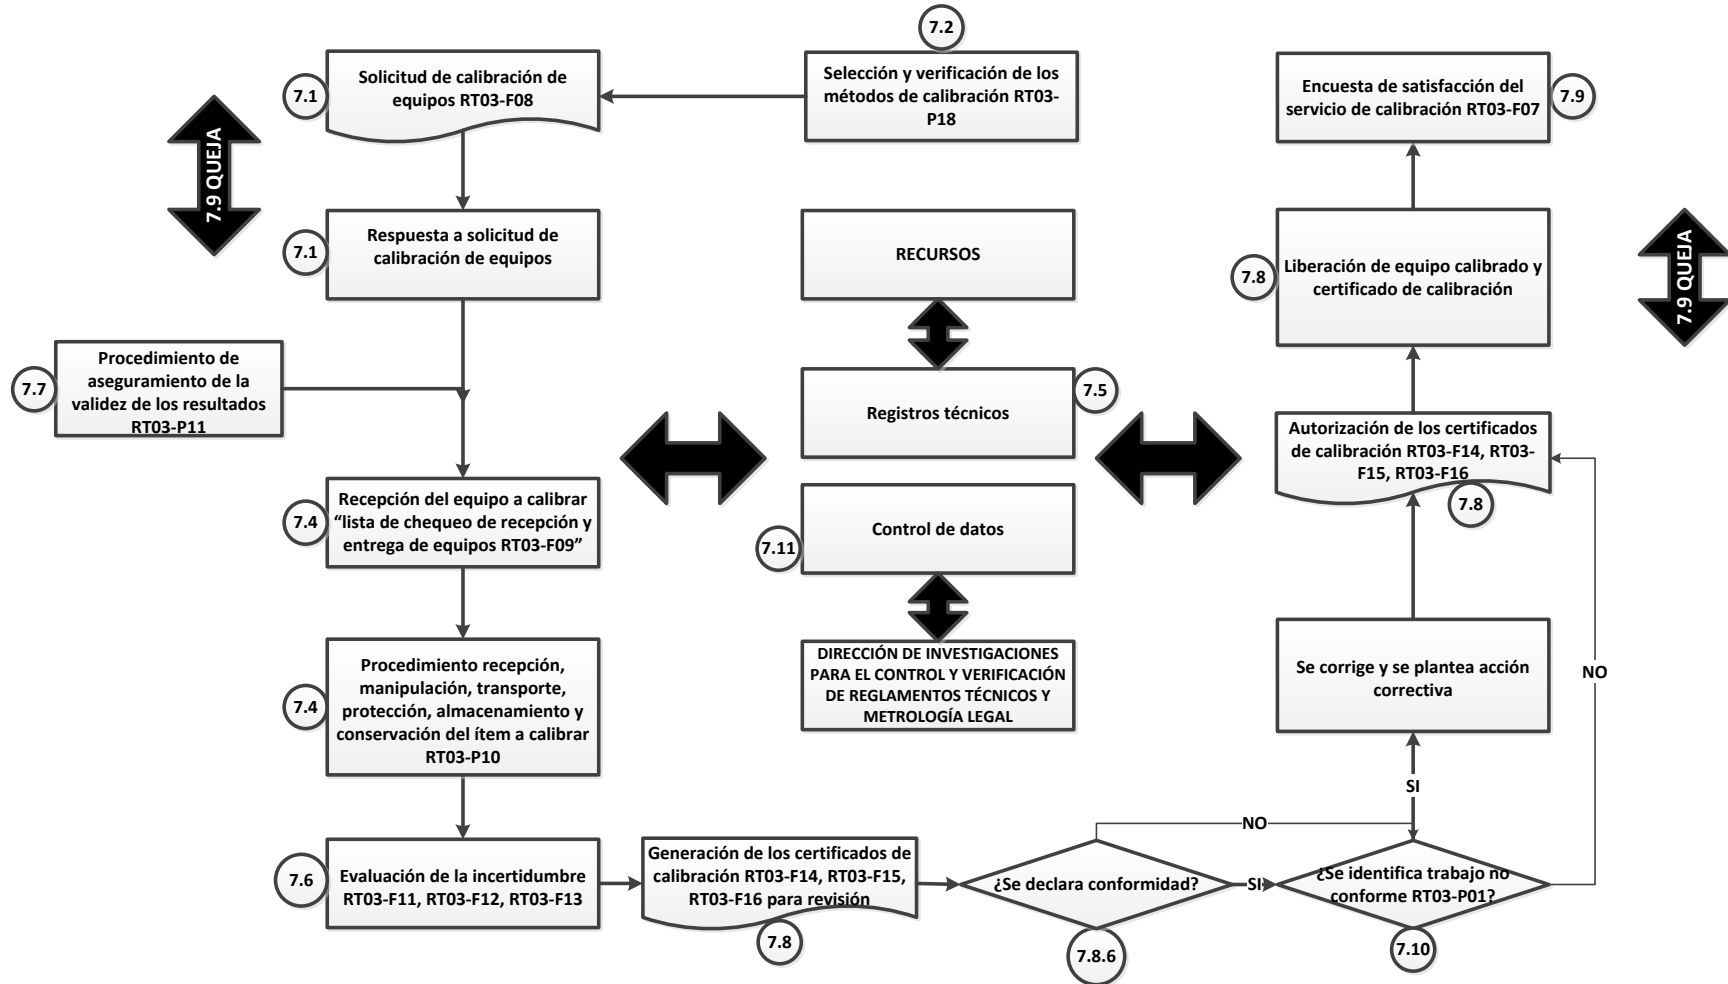 7.2
Solicitud de calibración de
equipos RT03-F08
7.1
Selección y verificación de los
métodos de calibración RT03-
P18
Encuesta de satisfacción del
servicio de calibración RT03-F07
7.9
7.9 QUEJA
Respuesta a solicitud de
calibración de equipos
7.1
RECURSOS
Liberación de equipo calibrado y
certificado de calibración
7.8
7.9 QUEJA
Procedimiento de
aseguramiento de la
validez de los resultados
RT03-P11
7.7
Registros técnicos
7.5
Autorización de los certificados
de calibración RT03-F14, RT03-
F15, RT03-F16
7.8
Recepción del equipo a calibrar
“lista de chequeo de recepción y
entrega de equipos RT03-F09”
7.4
Control de datos
7.11
Procedimiento recepción,
manipulación, transporte,
protección, almacenamiento y
conservación del ítem a calibrar
RT03-P10
7.4
DIRECCIÓN DE INVESTIGACIONES
PARA EL CONTROL Y VERIFICACIÓN
DE REGLAMENTOS TÉCNICOS Y
METROLOGÍA LEGAL
Se corrige y se plantea acción
correctiva
NO
SI
NO
Evaluación de la incertidumbre
RT03-F11, RT03-F12, RT03-F13
7.6
Generación de los certificados de
calibración RT03-F14, RT03-F15,
RT03-F16 para revisión
7.8
¿Se declara conformidad?
7.8.6
SI
¿Se identifica trabajo no
conforme RT03-P01?
7.10